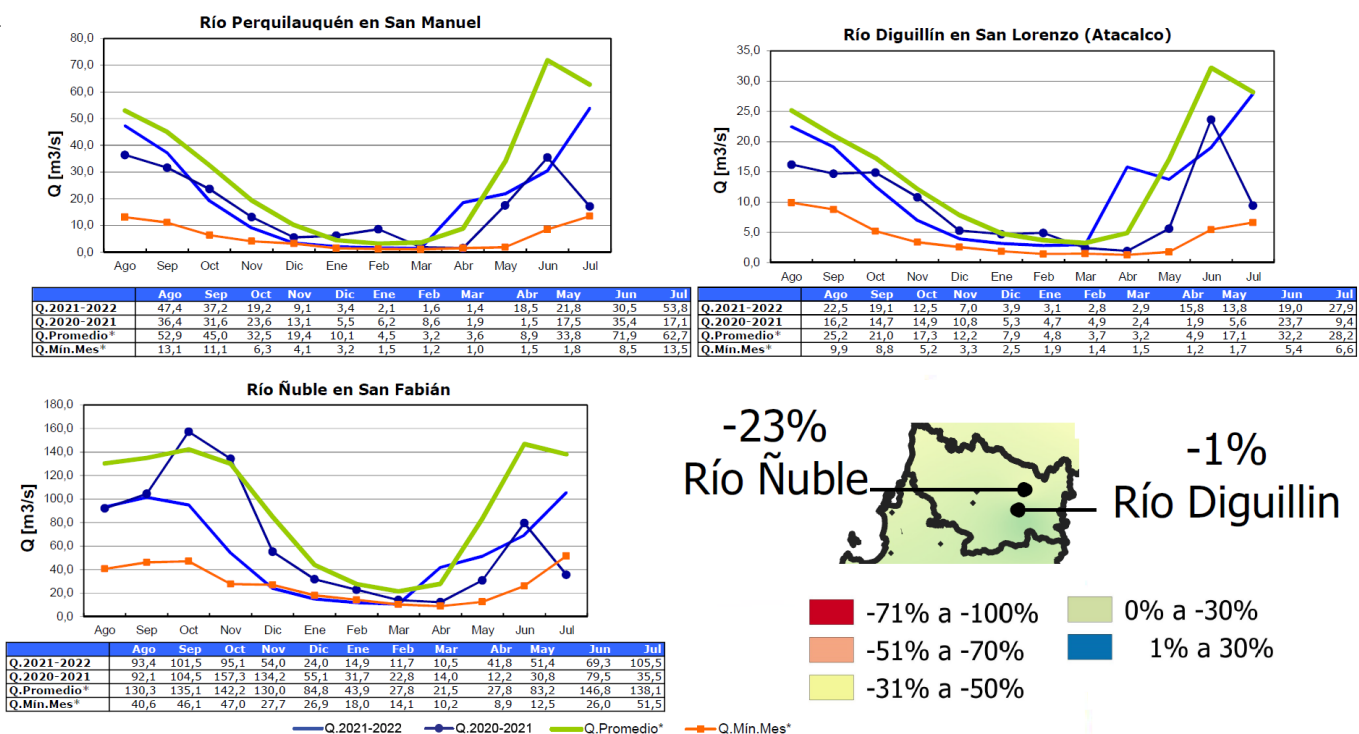 Río Perquilauquén en San Manuel
Q [m3/s]
80,0
70,0
60,0
50,0
40,0
30,0
20,0
10,0
0,0
Ago Sep Oct Nov Dic Ene Feb Mar Abr May Jun Jul
Ago Sep Oct Nov Dic Ene Feb Mar Abr May Jun Jul
Q.2021-2022 47,4 37,2 19,2 9,1 3,4 2,1 1,6 1,4 18,5 21,8 30,5 53,8
Q.2020-2021 36,4 31,6 23,6 13,1 5,5 6,2 8,6 1,9 1,5 17,5 35,4 17,1
Q.Promedio* 52,9 45,0 32,5 19,4 10,1 4,5 3,2 3,6 8,9 33,8 71,9 62,7
Q.Mín.Mes* 13,1 11,1 6,3 4,1 3,2 1,5 1,2 1,0 1,5 1,8 8,5 13,5
Río Diguillín en San Lorenzo (Atacalco)
Q [m3/s]
35,0
30,0
25,0
20,0
15,0
10,0
5,0
0,0
Ago Sep Oct Nov Dic Ene Feb Mar Abr May Jun Jul
Ago Sep Oct Nov Dic Ene Feb Mar Abr May Jun Jul
Q.2021-2022 22,5 19,1 12,5 7,0 3,9 3,1 2,8 2,9 15,8 13,8 19,0 27,9
Q.2020-2021 16,2 14,7 14,9 10,8 5,3 4,7 4,9 2,4 1,9 5,6 23,7 9,4
Q.Promedio* 25,2 21,0 17,3 12,2 7,9 4,8 3,7 3,2 4,9 17,1 32,2 28,2
Q.Mín.Mes* 9,9 8,8 5,2 3,3 2,5 1,9 1,4 1,5 1,2 1,7 5,4 6,6
Río Ñuble en San Fabián
Q [m3/s]
180,0
160,0
140,0
120,0
100,0
80,0
60,0
40,0
20,0
0,0
Ago Sep Oct Nov Dic Ene Feb Mar Abr May Jun Jul
Ago Sep Oct Nov Dic Ene Feb Mar Abr May Jun Jul
Q.2021-2022 93,4 101,5 95,1 54,0 24,0 14,9 11,7 10,5 41,8 51,4 69,3 105,5
Q.2020-2021 92,1 104,5 157,3 134,2 55,1 31,7 22,8 14,0 12,2 30,8 79,5 35,5
Q.Promedio* 130,3 135,1 142,2 130,0 84,8 43,9 27,8 21,5 27,8 83,2 146,8 138,1
Q.Mín.Mes* 40,6 46,1 47,0 27,7 26,9 18,0 14,1 10,2 8,9 12,5 26,0 51,5
Q.2021-2022 Q.2020-2021 Q.Promedio* Q.Mín.Mes*
-23%
Río Ñuble
-1%
Río Diguillin
-71% a -100%
-51% a -70%
-31% a -50%
0% a -30%
1% a 30%